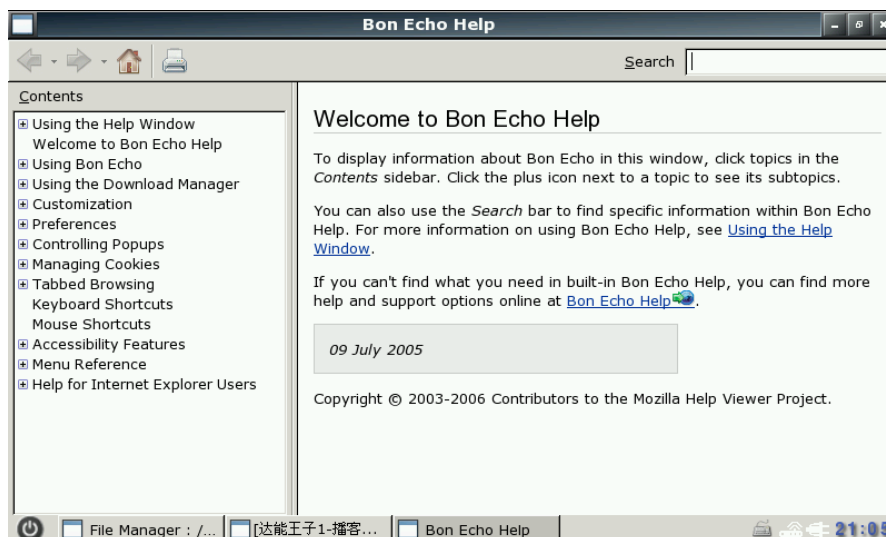 Bon Echo Help
Search
Contents
Using the Help Window
Welcome to Bon Echo Help
Using Bon Echo
Using the Download Manager
Customization
Preferences
Controlling Popups
Managing Cookies
Tabbed Browsing
Keyboard Shortcuts
Mouse Shortcuts
Accessibility Features
Menu Reference
Help for Internet Explorer Users
Welcome to Bon Echo Help
To display information about Bon Echo in this window, click topics in the
Contents sidebar. Click the plus icon next to a topic to see its subtopics.
You can also use the Search bar to find specific information within Bon Echo
Help. For more information on using Bon Echo Help, see Using the Help
Window.
If you can't find what you need in built-in Bon Echo Help, you can find more
help and support options online at Bon Echo Help.
09 July 2005
Copyright © 2003-2006 Contributors to the Mozilla Help Viewer Project.
File Manager : /...
[达能王子1-播客...
Bon Echo Help
21:05